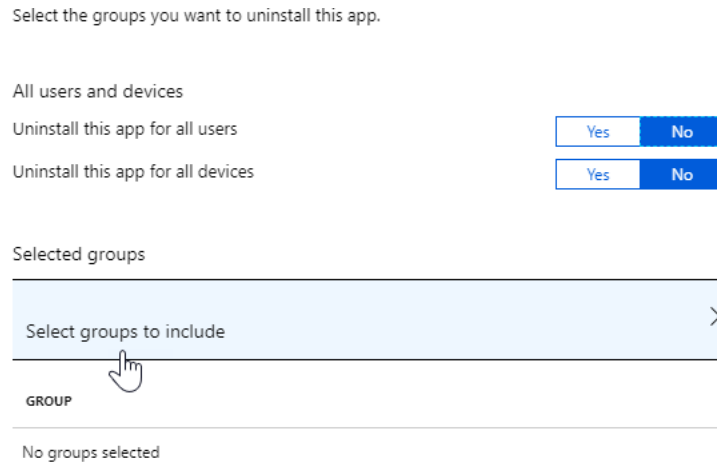 Select the groups you want to uninstall this app.
All users and devices
Uninstall this app for all users
Yes No
Uninstall this app for all devices
Yes No
Selected groups
Select groups to include
GROUP
No groups selected